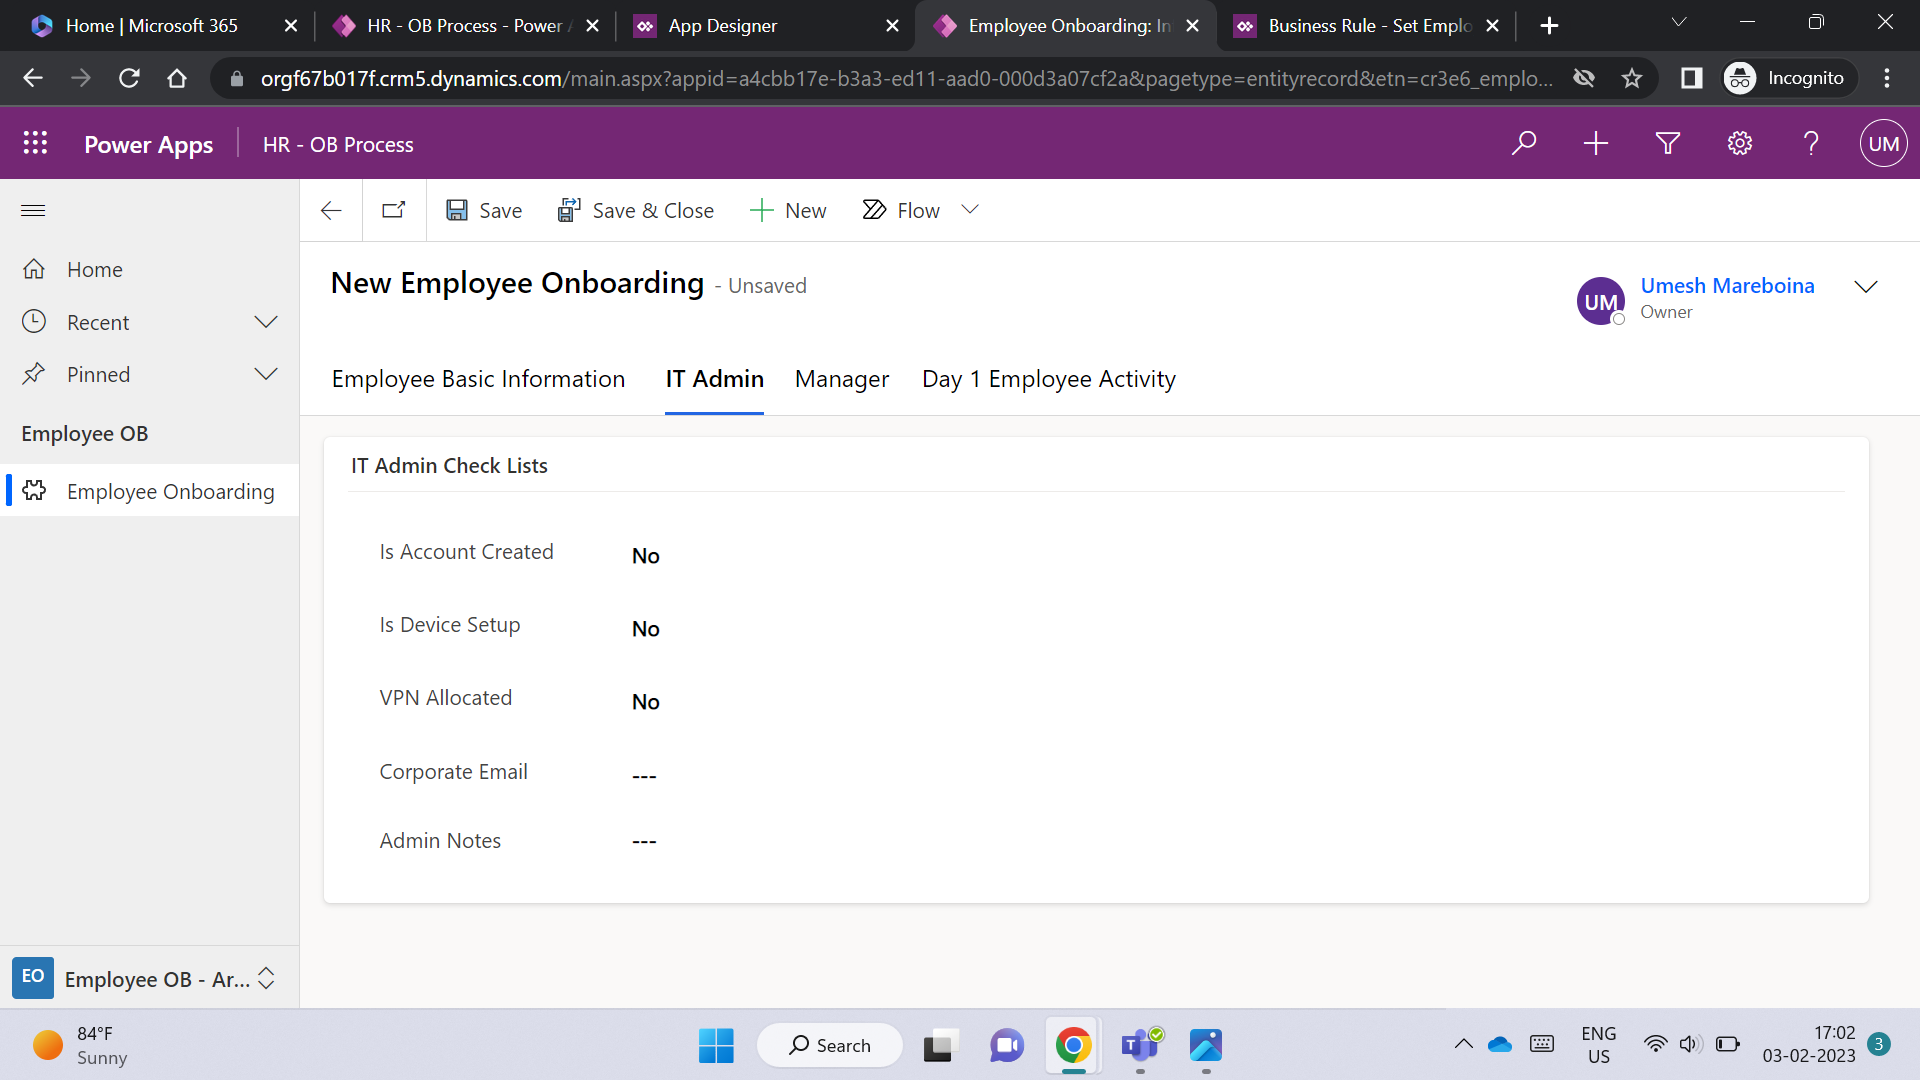 Home | Microsoft 365
HR - OB Process - Power
App Designer
Employee Onboarding: In
Business Rule - Set Emplo
orgf67b017f.crm5.dynamics.com/main.aspx?appid=a4cbb17e-b3a3-ed11-aad0-000d3a07cf2a&pagetype=entityrecord&etn=cr3e6_emplo...
Incognito
Power Apps
HR - OB Process
UM
Save
Save & Close
New
Flow
Home
Recent
Pinned
Employee OB
Employee Onboarding
New Employee Onboarding - Unsaved
UM
Umesh Mareboina
Owner
Employee Basic Information
IT Admin
Manager
Day 1 Employee Activity
IT Admin Check Lists
Is Account Created
No
Is Device Setup
No
VPN Allocated
No
Corporate Email
---
Admin Notes
---
EO
Employee OB - Ar...
84°F
Sunny
Search
T
ENG
US
17:02
03-02-2023
3